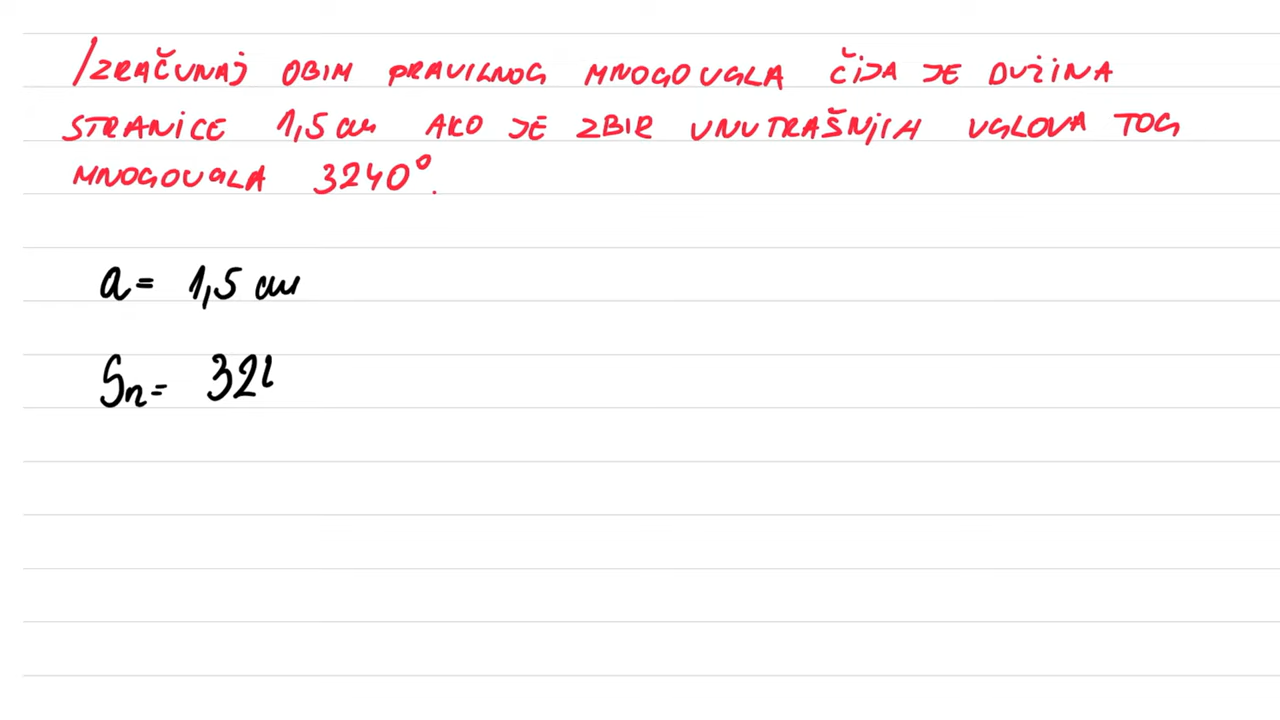 IZRAČUNAJ OBIM PRAVILNOG MNOGOUGLA ČIJA JE DUŽINA
STRANICE 1,5 cm AKO JE ZBIR UNUTRAŠNJIH UGLOVA TOG
MNOGOUGLA 3240°.
a = 1,5 cm
Sn = 32